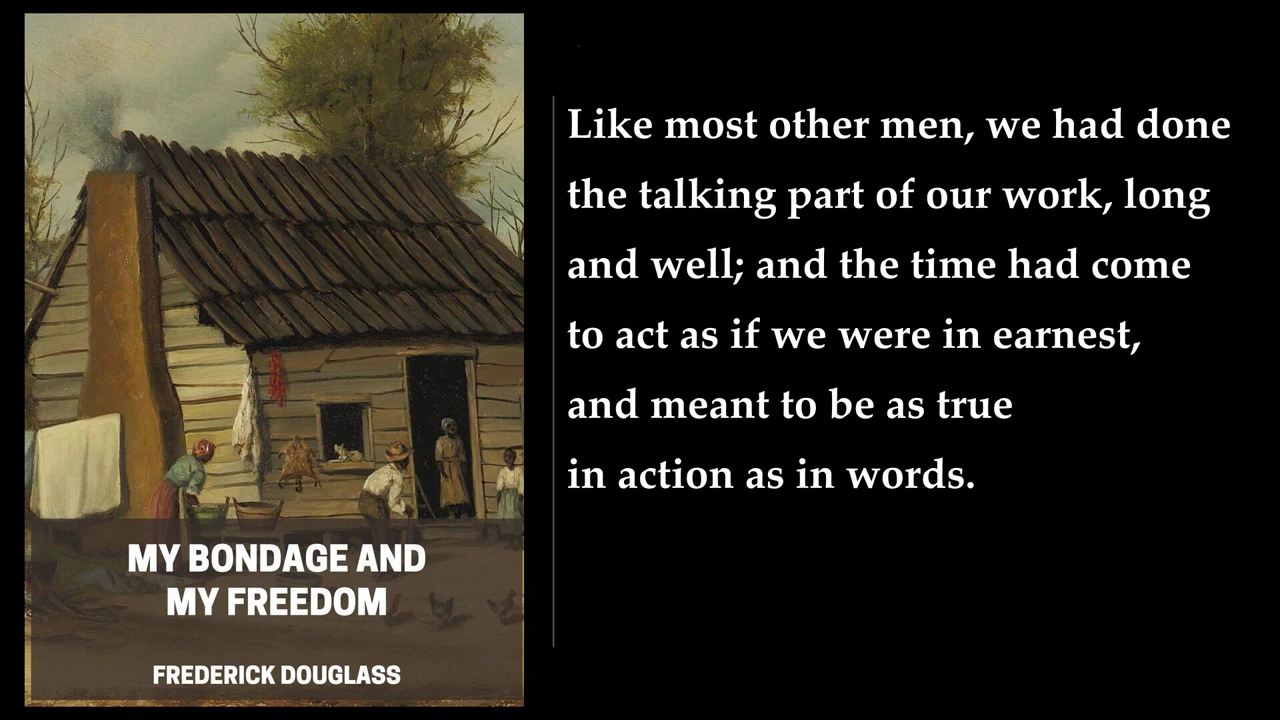 MY BONDAGE AND
MY FREEDOM
FREDERICK DOUGLASS
Like most other men, we had done
the talking part of our work, long
and well; and the time had come
to act as if we were in earnest,
and meant to be as true
in action as in words.